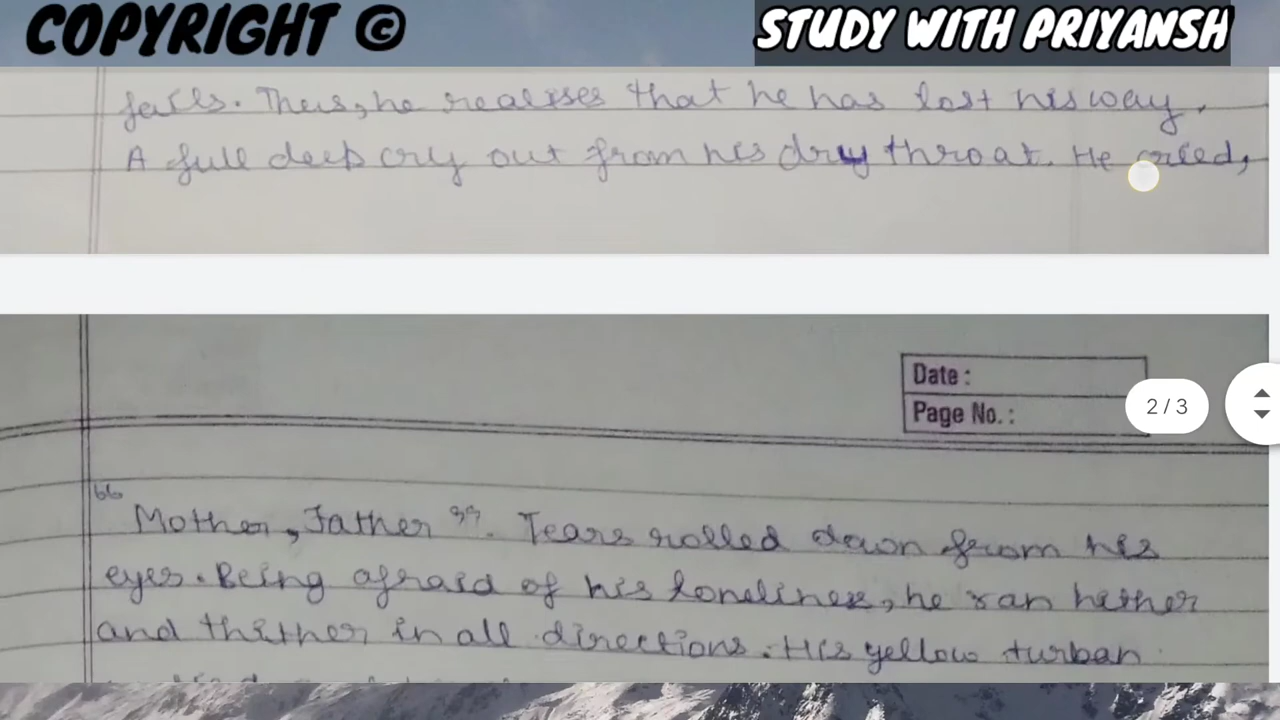 COPYRIGHT ©
STUDY WITH PRIYANSH
fails. Thus, he realises that he has lost his way.
A full deep cry out from his dry throat. He cried,
Date :
Page No. :
2 / 3
“ Mother, Father ”. Tears rolled down from his
eyes. Being afraid of his loneliness, he ran hither
and thither in all directions. His yellow turban